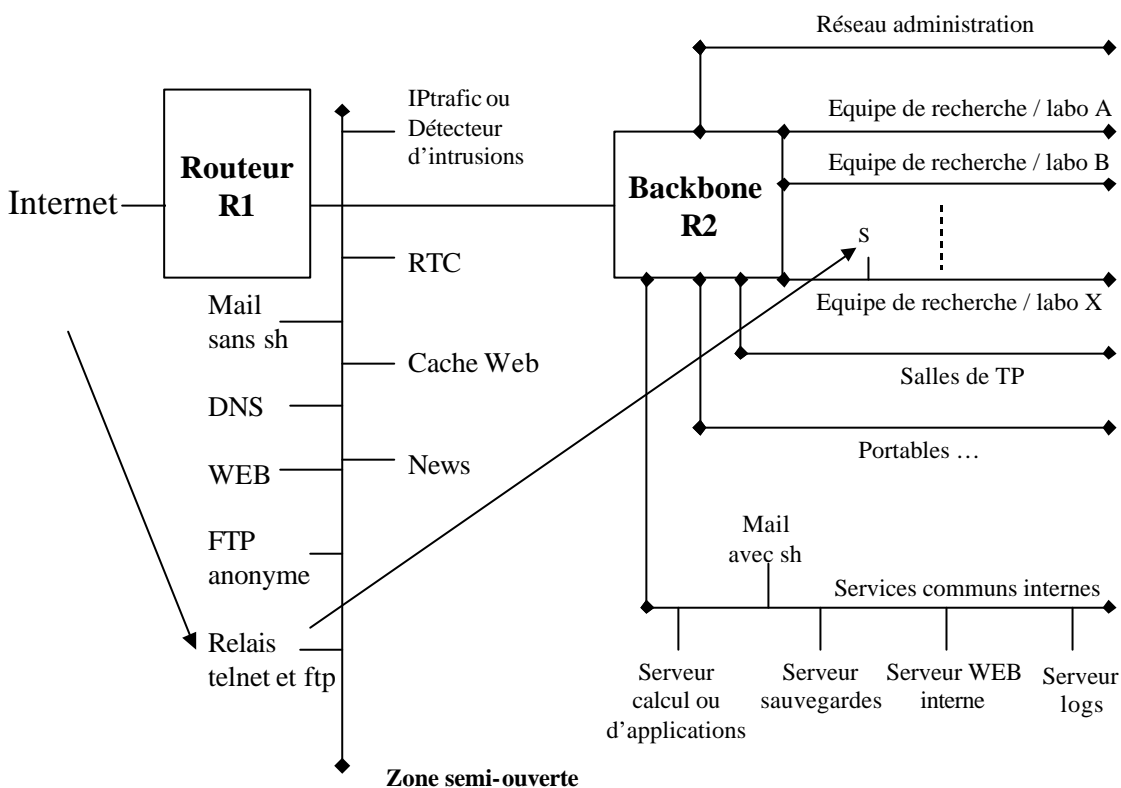 Réseau administration
IPtrafic ou
Détecteur
d'intrusions
Equipe de recherche / labo A
Routeur
R1
Equipe de recherche / labo B
Backbone
R2
Internet
S
RTC
Equipe de recherche / labo X
Mail
sans sh
Cache Web
Salles de TP
DNS
Portables …
WEB
News
FTP
anonyme
Mail
avec sh
Services communs internes
Relais
telnet et ftp
Serveur
calcul ou
d'applications
Serveur
sauvegardes
Serveur WEB
interne
Serveur
logs
Zone semi-ouverte